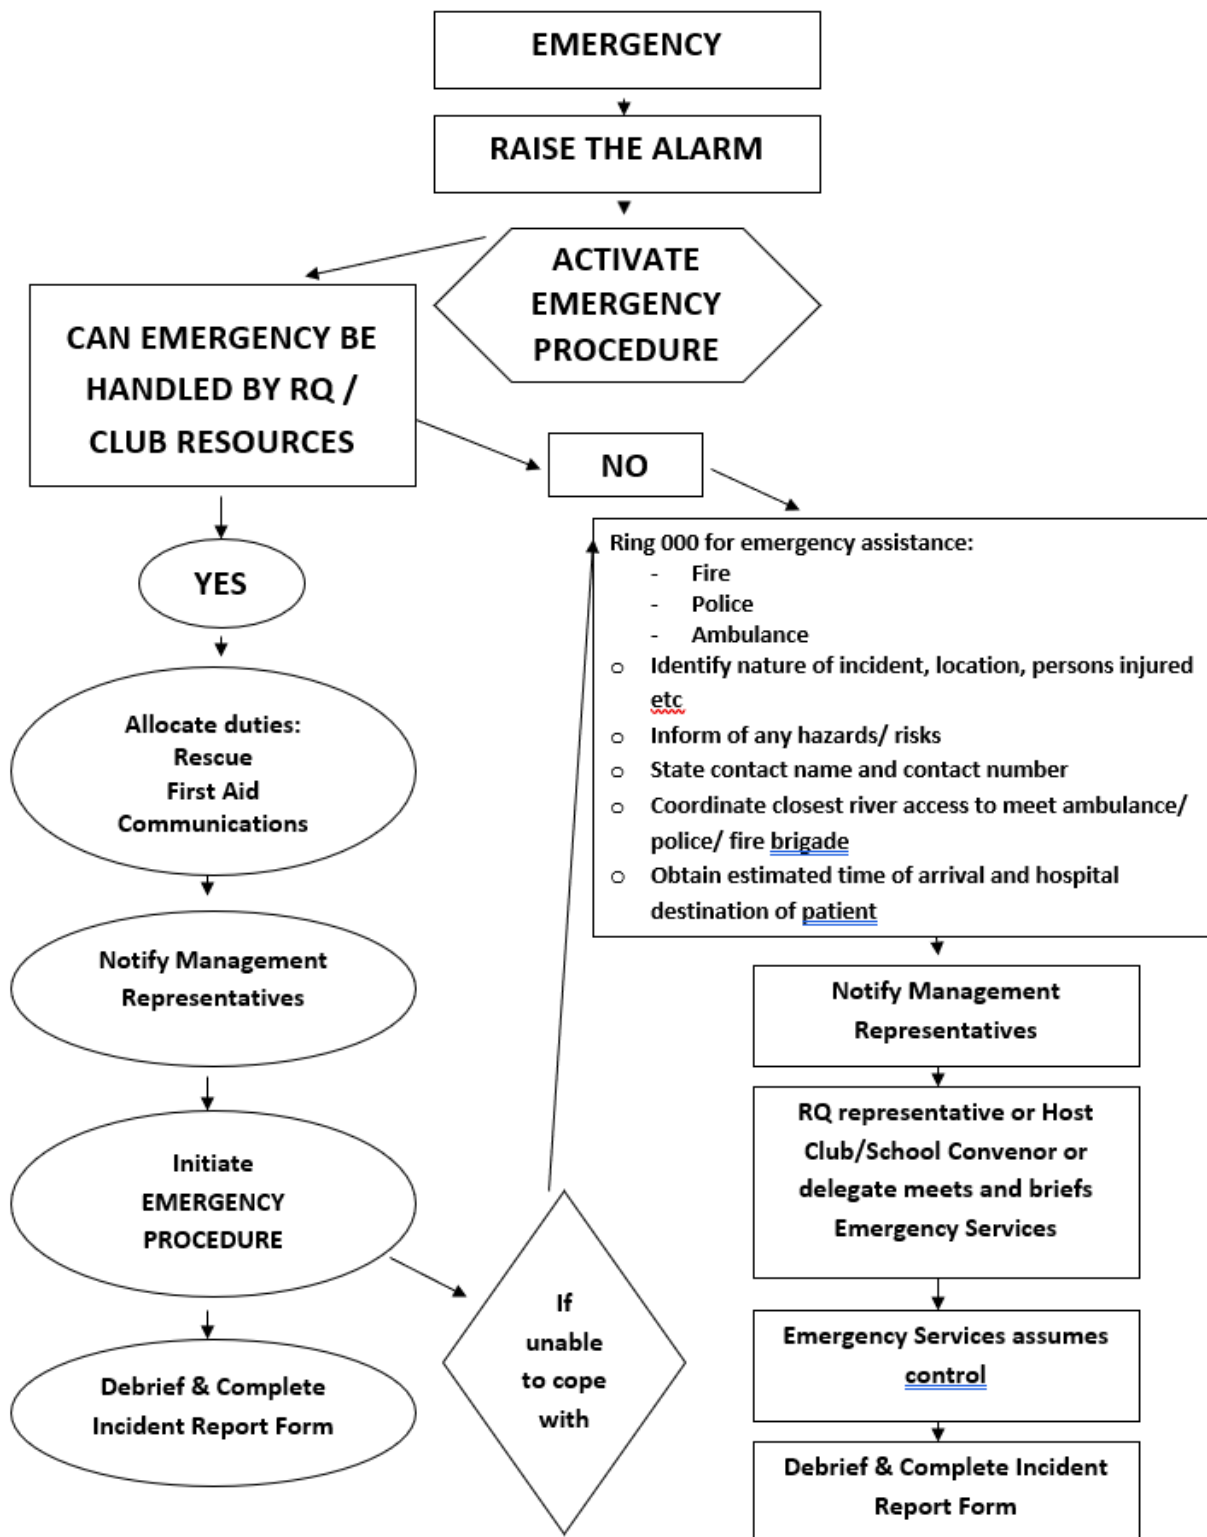 EMERGENCY
RAISE THE ALARM
ACTIVATE
EMERGENCY
PROCEDURE
CAN EMERGENCY BE
HANDLED BY RQ /
CLUB RESOURCES
NO
YES
Allocate duties:
Rescue
First Aid
Communications
Notify Management
Representatives
Initiate
EMERGENCY
PROCEDURE
Debrief & Complete
Incident Report Form
If
unable
to cope
with
Ring 000 for emergency assistance:
- Fire
- Police
- Ambulance
o Identify nature of incident, location, persons injured
etc
o Inform of any hazards/ risks
o State contact name and contact number
o Coordinate closest river access to meet ambulance/
police/ fire brigade
o Obtain estimated time of arrival and hospital
destination of patient
Notify Management
Representatives
RQ representative or Host
Club/School Convenor or
delegate meets and briefs
Emergency Services
Emergency Services assumes
control
Debrief & Complete Incident
Report Form